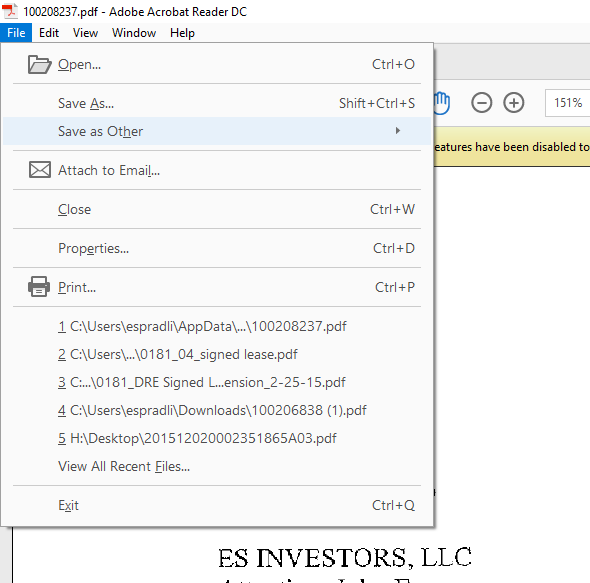 100208237.pdf - Adobe Acrobat Reader DC
File Edit View Window Help
Open... Ctrl+O
Save As... Shift+Ctrl+S
151%
Save as Other
eatures have been disabled to
Attach to Email...
Close Ctrl+W
Properties... Ctrl+D
Print... Ctrl+P
1 C:\Users\espradli\AppData\...\100208237.pdf
2 C:\Users\...\0181_04_signed lease.pdf
3 C:...\0181_DRE Signed L...ension_2-25-15.pdf
4 C:\Users\espradli\Downloads\100206838 (1).pdf
5 H:\Desktop\201512020002351865A03.pdf
View All Recent Files...
Exit Ctrl+Q
ES INVESTORS, LLC